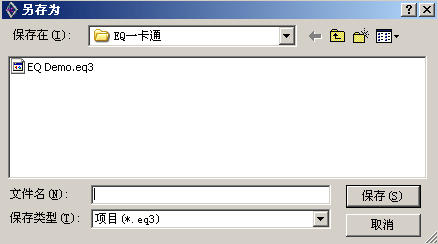 另存为
保存在(I): EQ一卡通
EQ Demo.eq3
文件名(N): 保存(S)
保存类型(T): 项目(*.eq3) 取消